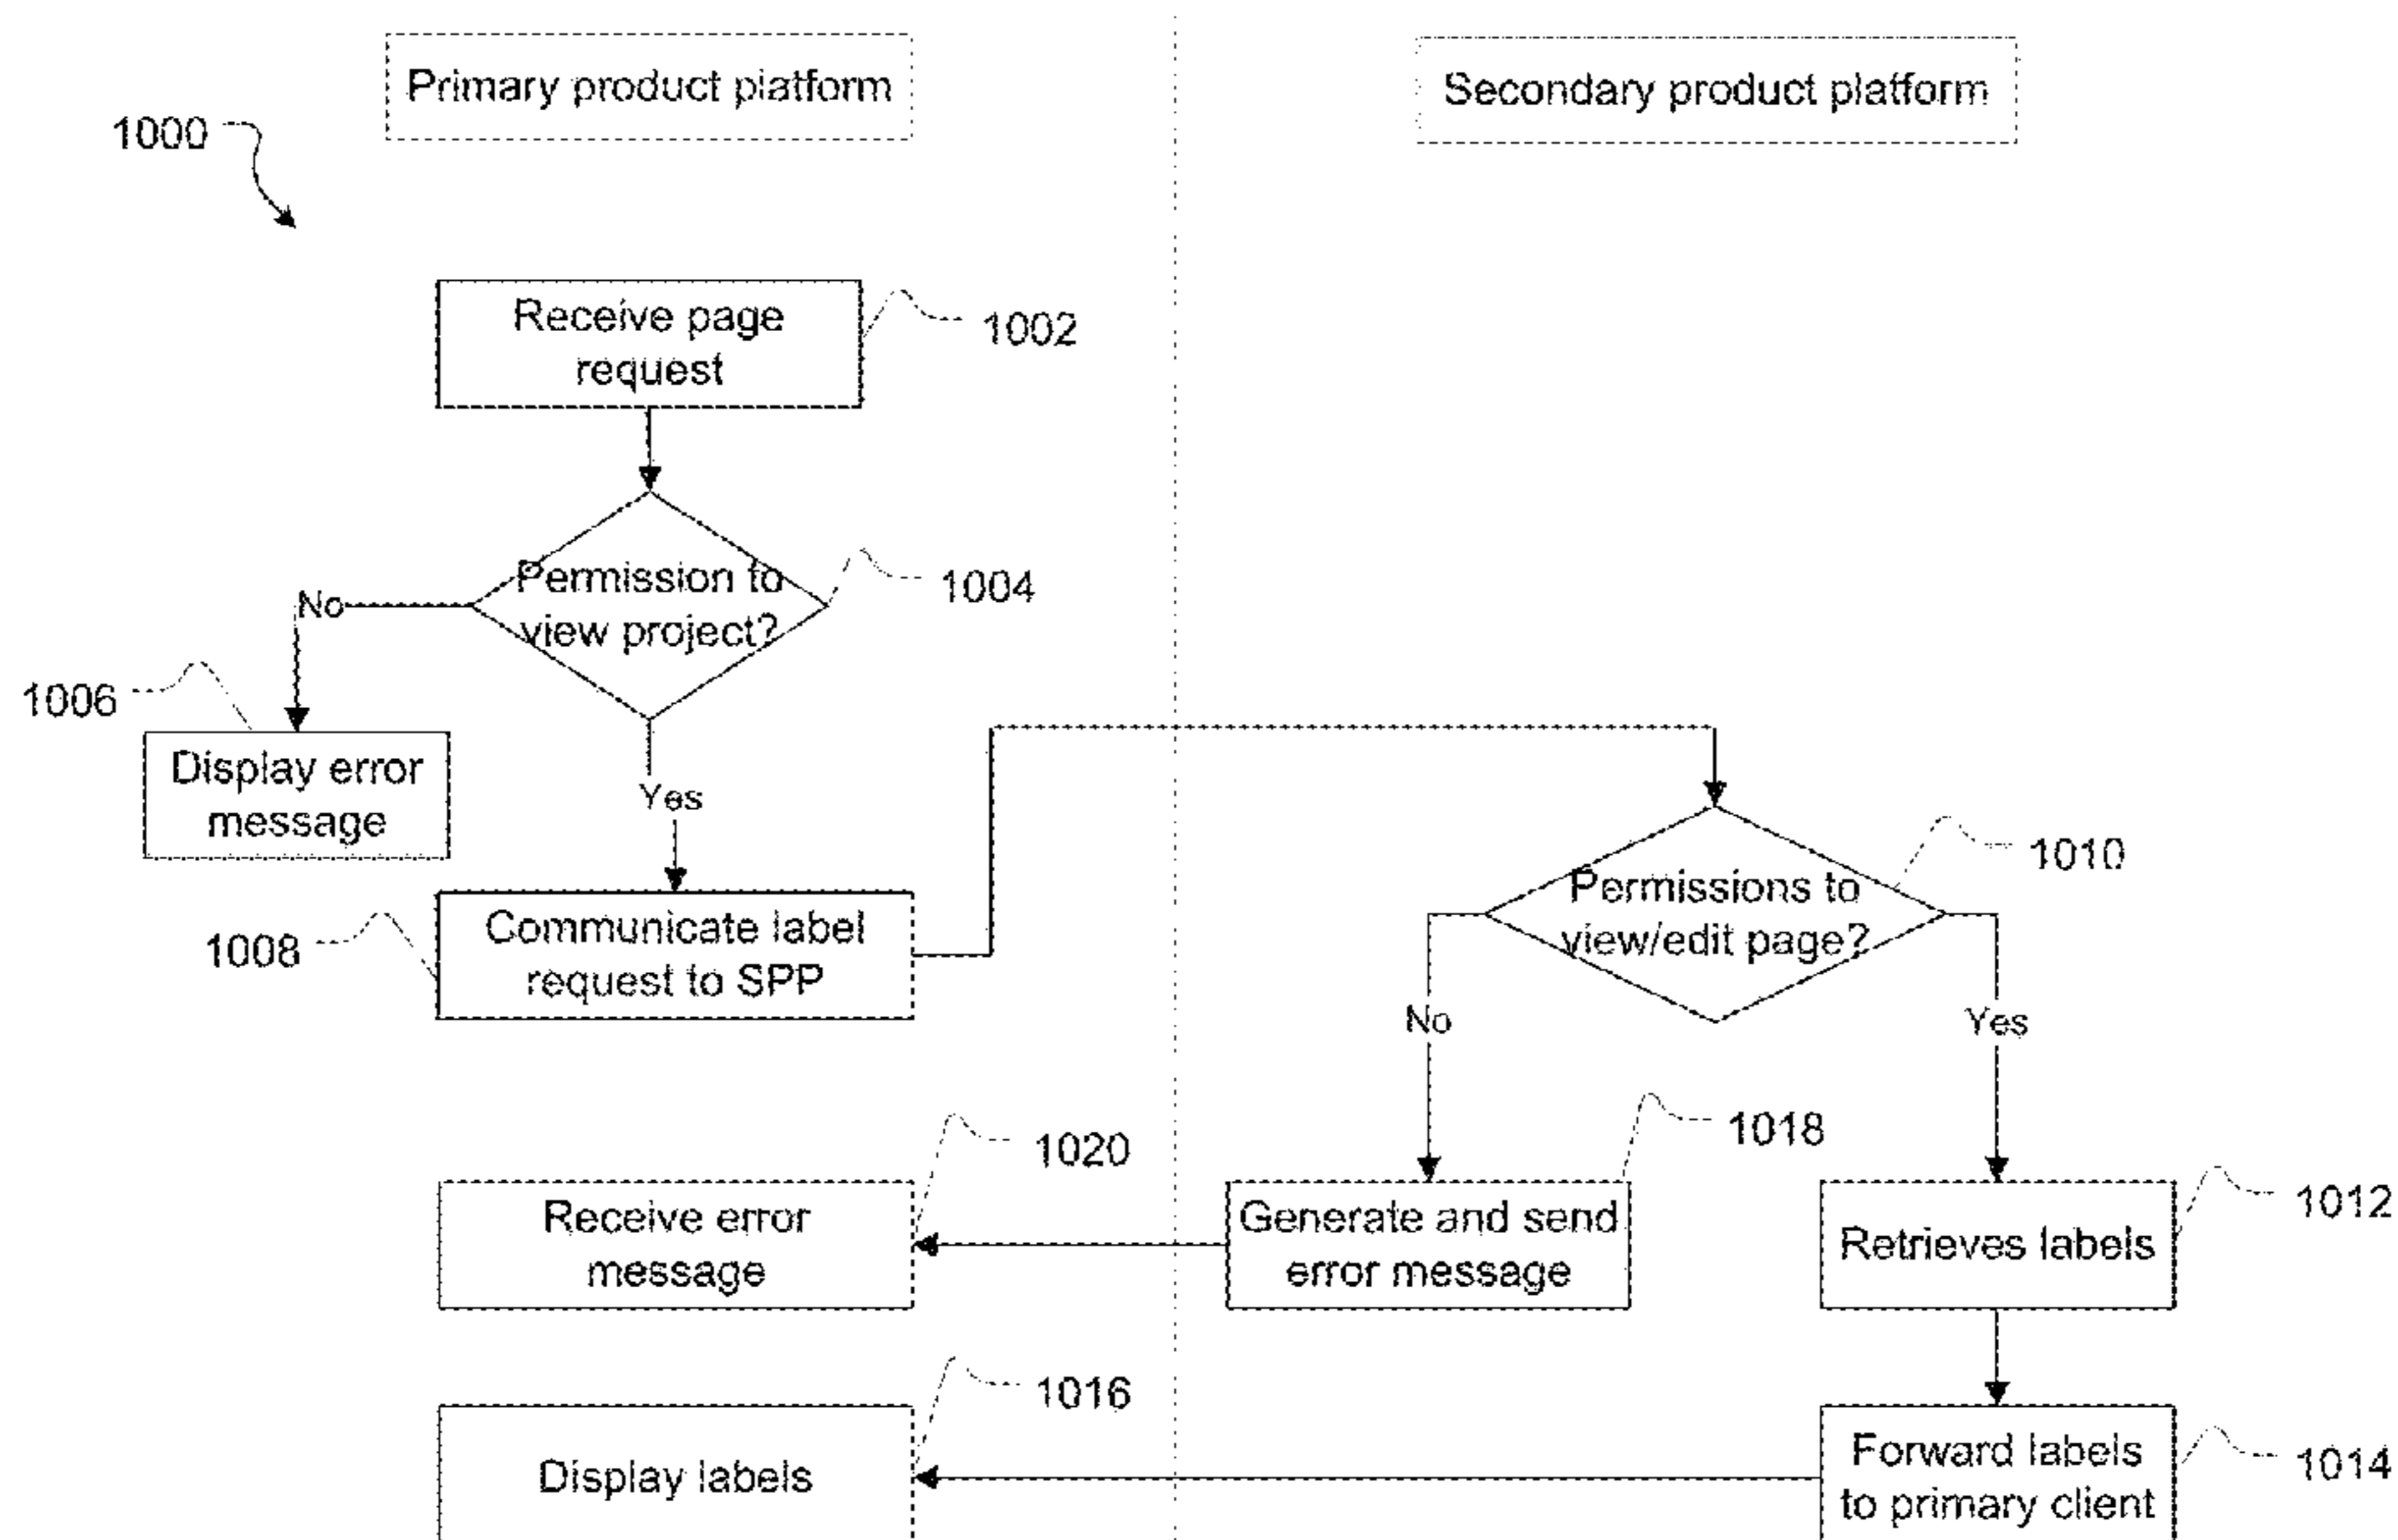 Primary product platform
Secondary product platform
1000
Receive page
request
1002
Permission to
view project?
1004
No
1006
Display error
message
Yes
Communicate label
request to SPP
1008
Permissions to
view/edit page?
1010
No
Yes
1020
Receive error
message
1018
Generate and send
error message
1012
Retrieves labels
1016
Display labels
Forward labels
to primary client
1014